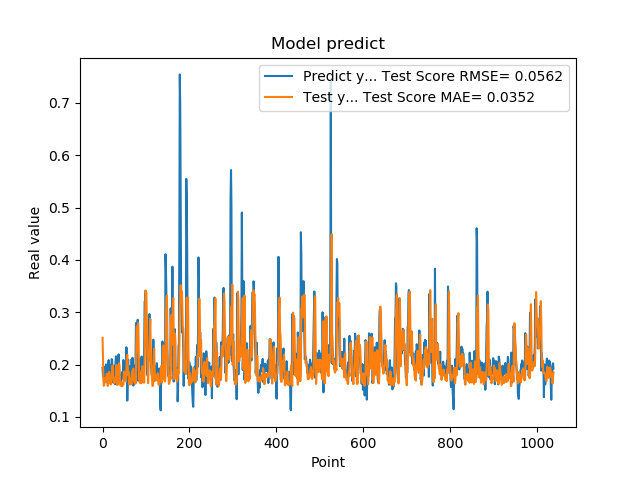 Model predict
Predict y... Test Score RMSE= 0.0562
Test y... Test Score MAE= 0.0352
Real value
0.7
0.6
0.5
0.4
0.3
0.2
0.1
0 200 400 600 800 1000
Point